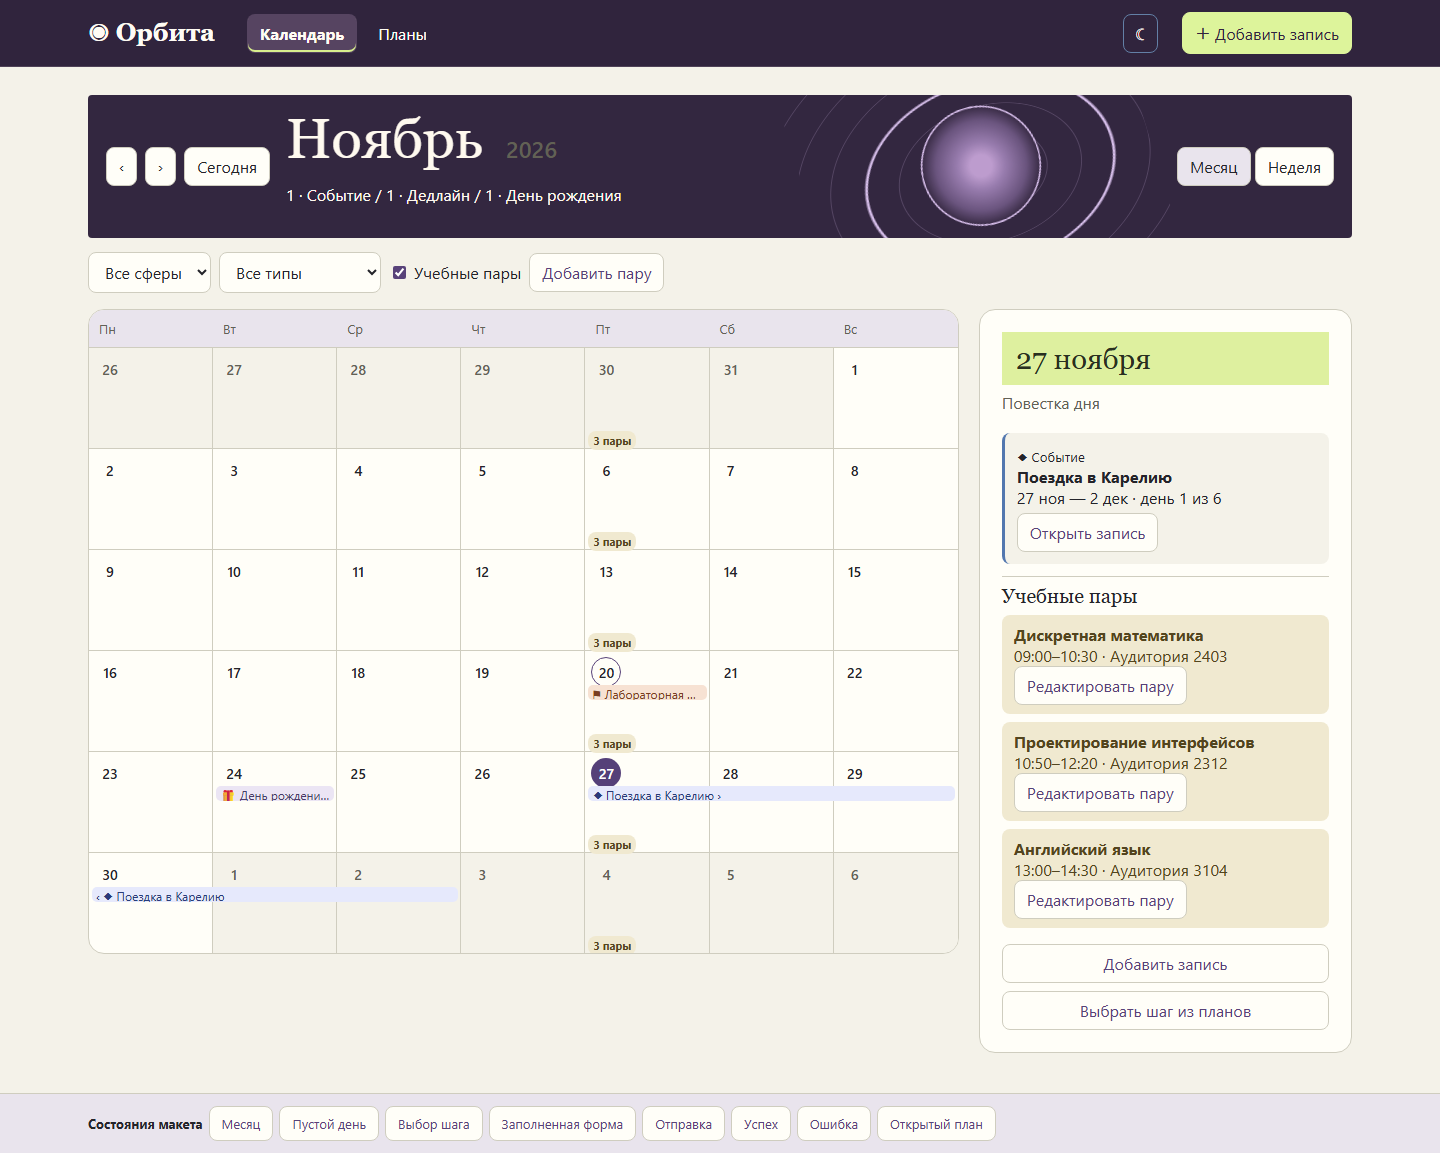 ◉ Орбита
Календарь
Планы
☾
+ Добавить запись
‹
›
Сегодня
Ноябрь 2026
1 · Событие / 1 · Дедлайн / 1 · День рождения
Месяц
Неделя
Все сферы
Все типы
Учебные пары
Добавить пару
Пн Вт Ср Чт Пт Сб Вс
26 27 28 29 30 31 1
3 пары
2 3 4 5 6 7 8
3 пары
9 10 11 12 13 14 15
3 пары
16 17 18 19 20 21 22
⚑ Лабораторная ...
3 пары
23 24 25 26 27 28 29
🎁 День рождени...
◆ Поездка в Карелию ›
3 пары
30 1 2 3 4 5 6
‹ ◆ Поездка в Карелию
3 пары
27 ноября
Повестка дня
◆ Событие
Поездка в Карелию
27 ноя — 2 дек · день 1 из 6
Открыть запись
Учебные пары
Дискретная математика
09:00–10:30 · Аудитория 2403
Редактировать пару
Проектирование интерфейсов
10:50–12:20 · Аудитория 2312
Редактировать пару
Английский язык
13:00–14:30 · Аудитория 3104
Редактировать пару
Добавить запись
Выбрать шаг из планов
Состояния макета
Месяц
Пустой день
Выбор шага
Заполненная форма
Отправка
Успех
Ошибка
Открытый план